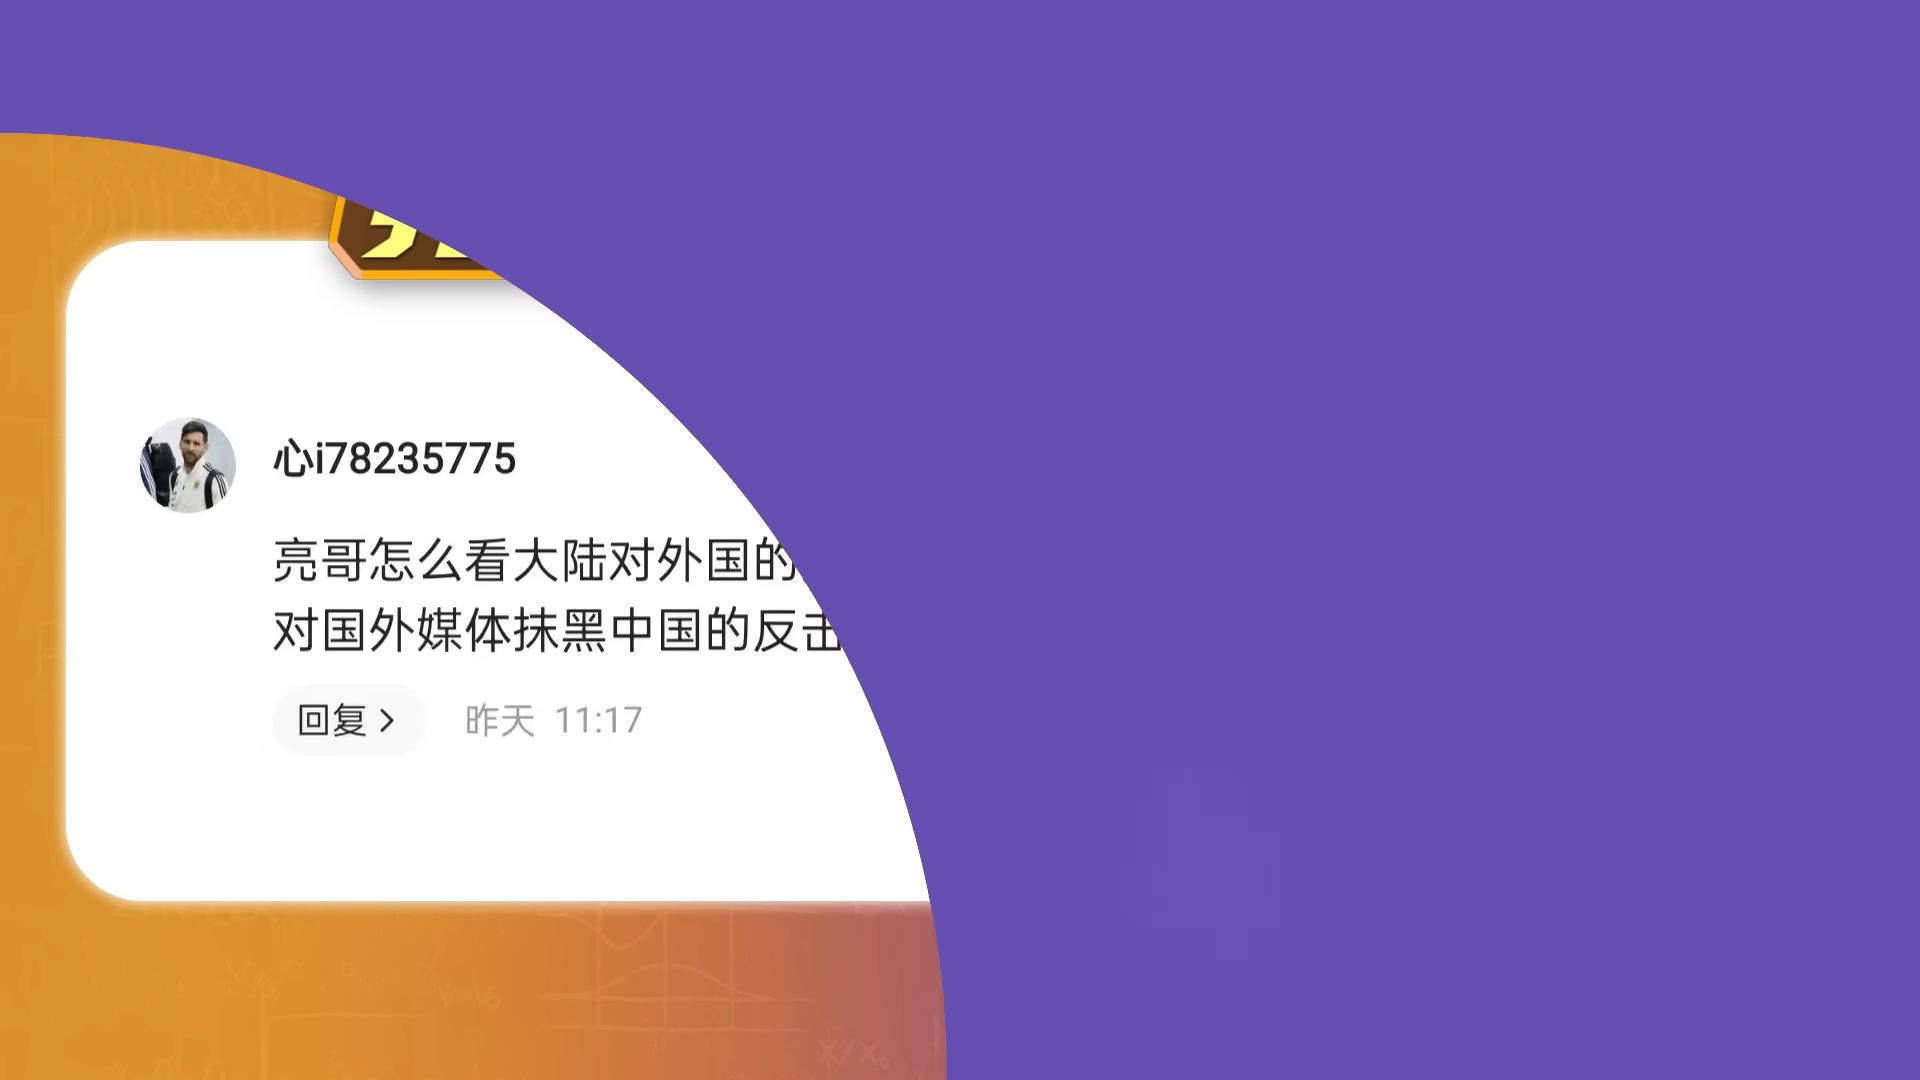 心i78235775
亮哥怎么看大陆对外国的
对国外媒体抹黑中国的反击
回复 >
昨天 11:17